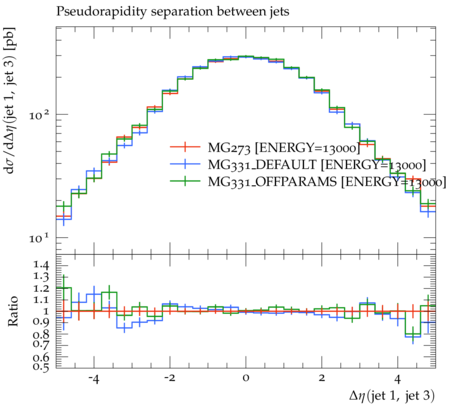 Pseudorapidity separation between jets
dσ/dΔη(jet 1, jet 3) [pb]
10²
10¹
MG273 [ENERGY=13000]
MG331_DEFAULT [ENERGY=13000]
MG331_OFFPARAMS [ENERGY=13000]
Ratio
1.4
1.3
1.2
1.1
1
0.9
0.8
0.7
0.6
0.5
-4 -2 0 2 4
Δη(jet 1, jet 3)